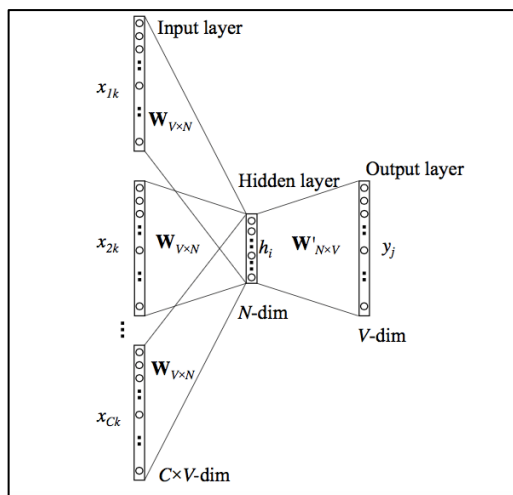 Input layer
x1k
WV×N
Hidden layer
Output layer
x2k
WV×N
hi
W'N×V
yj
N-dim
V-dim
WV×N
xCk
C×V-dim